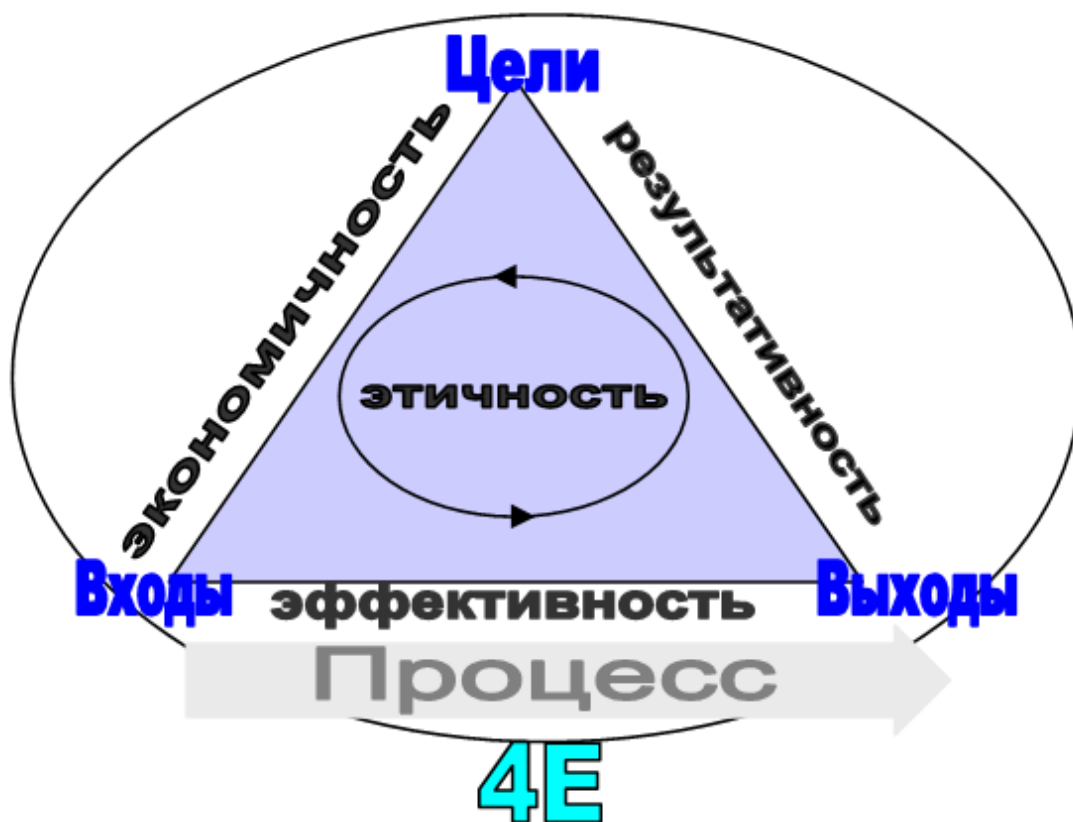 Цели
экономичность
результативность
этичность
Входы
эффективность
Выходы
Процесс
4E